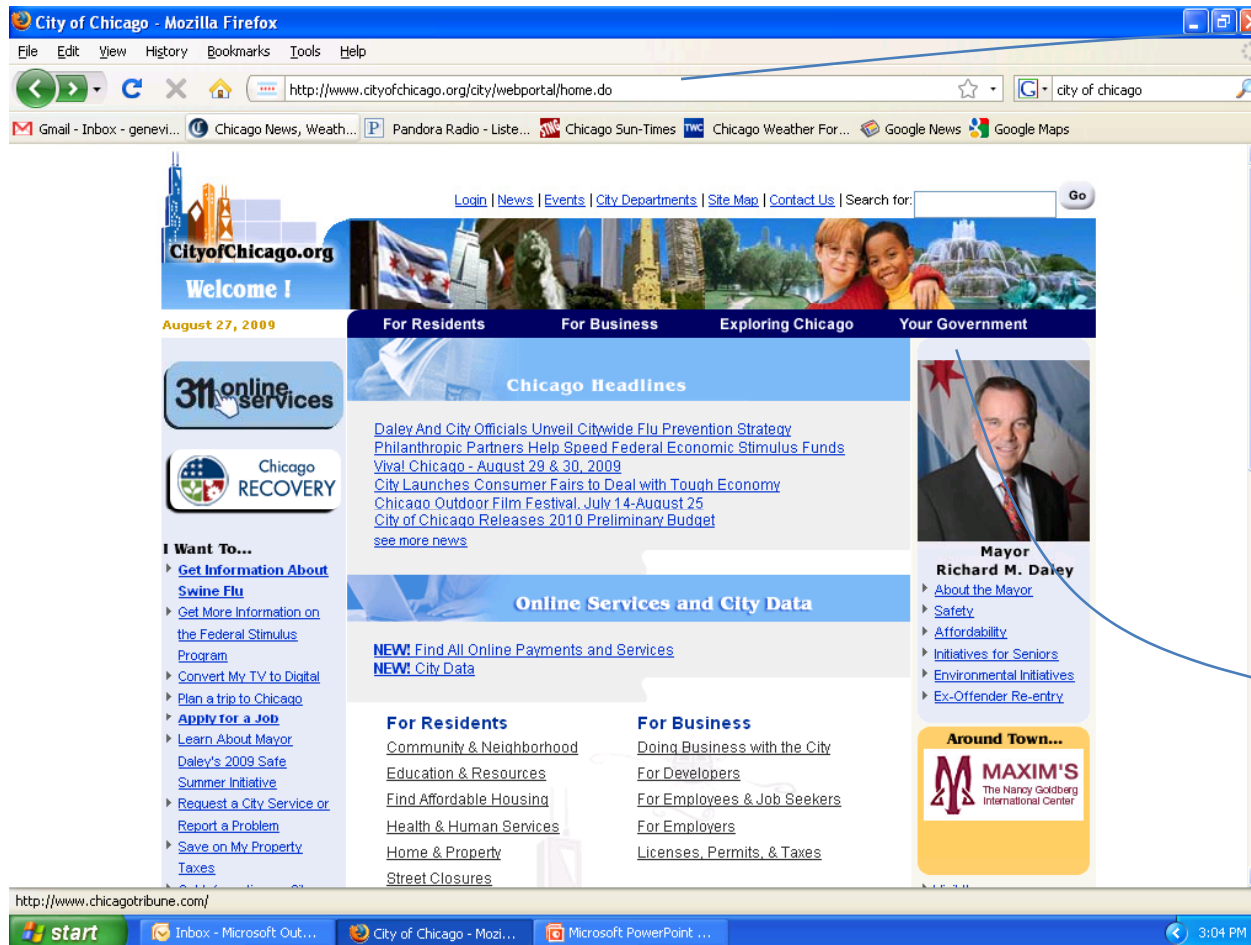 City of Chicago - Mozilla Firefox
File Edit View History Bookmarks Tools Help
http://www.cityofchicago.org/city/webportal/home.do
G city of chicago
Gmail - Inbox - genevi... Chicago News, Weath... P Pandora Radio - Liste... Chicago Sun-Times TWC Chicago Weather For... Google News Google Maps
Login | News | Events | City Departments | Site Map | Contact Us | Search for: Go
CityofChicago.org
Welcome !
August 27, 2009
For Residents For Business Exploring Chicago Your Government
311 online services
Chicago
RECOVERY
I Want To...
Get Information About
Swine Flu
Get More Information on
the Federal Stimulus
Program
Convert My TV to Digital
Plan a trip to Chicago
Apply for a Job
Learn About Mayor
Daley's 2009 Safe
Summer Initiative
Request a City Service or
Report a Problem
Save on My Property
Taxes
Chicago Headlines
Daley And City Officials Unveil Citywide Flu Prevention Strategy
Philanthropic Partners Help Speed Federal Economic Stimulus Funds
Viva! Chicago - August 29 & 30, 2009
City Launches Consumer Fairs to Deal with Tough Economy
Chicago Outdoor Film Festival, July 14-August 25
City of Chicago Releases 2010 Preliminary Budget
see more news
Online Services and City Data
NEW! Find All Online Payments and Services
NEW! City Data
For Residents
Community & Neighborhood
Education & Resources
Find Affordable Housing
Health & Human Services
Home & Property
Street Closures
For Business
Doing Business with the City
For Developers
For Employees & Job Seekers
For Employers
Licenses, Permits, & Taxes
Mayor
Richard M. Daley
About the Mayor
Safety
Affordability
Initiatives for Seniors
Environmental Initiatives
Ex-Offender Re-entry
Around Town...
MAXIM'S
The Nancy Goldberg
International Center
http://www.chicagotribune.com/
start Inbox - Microsoft Out... City of Chicago - Mozi... Microsoft PowerPoint ... 3:04 PM